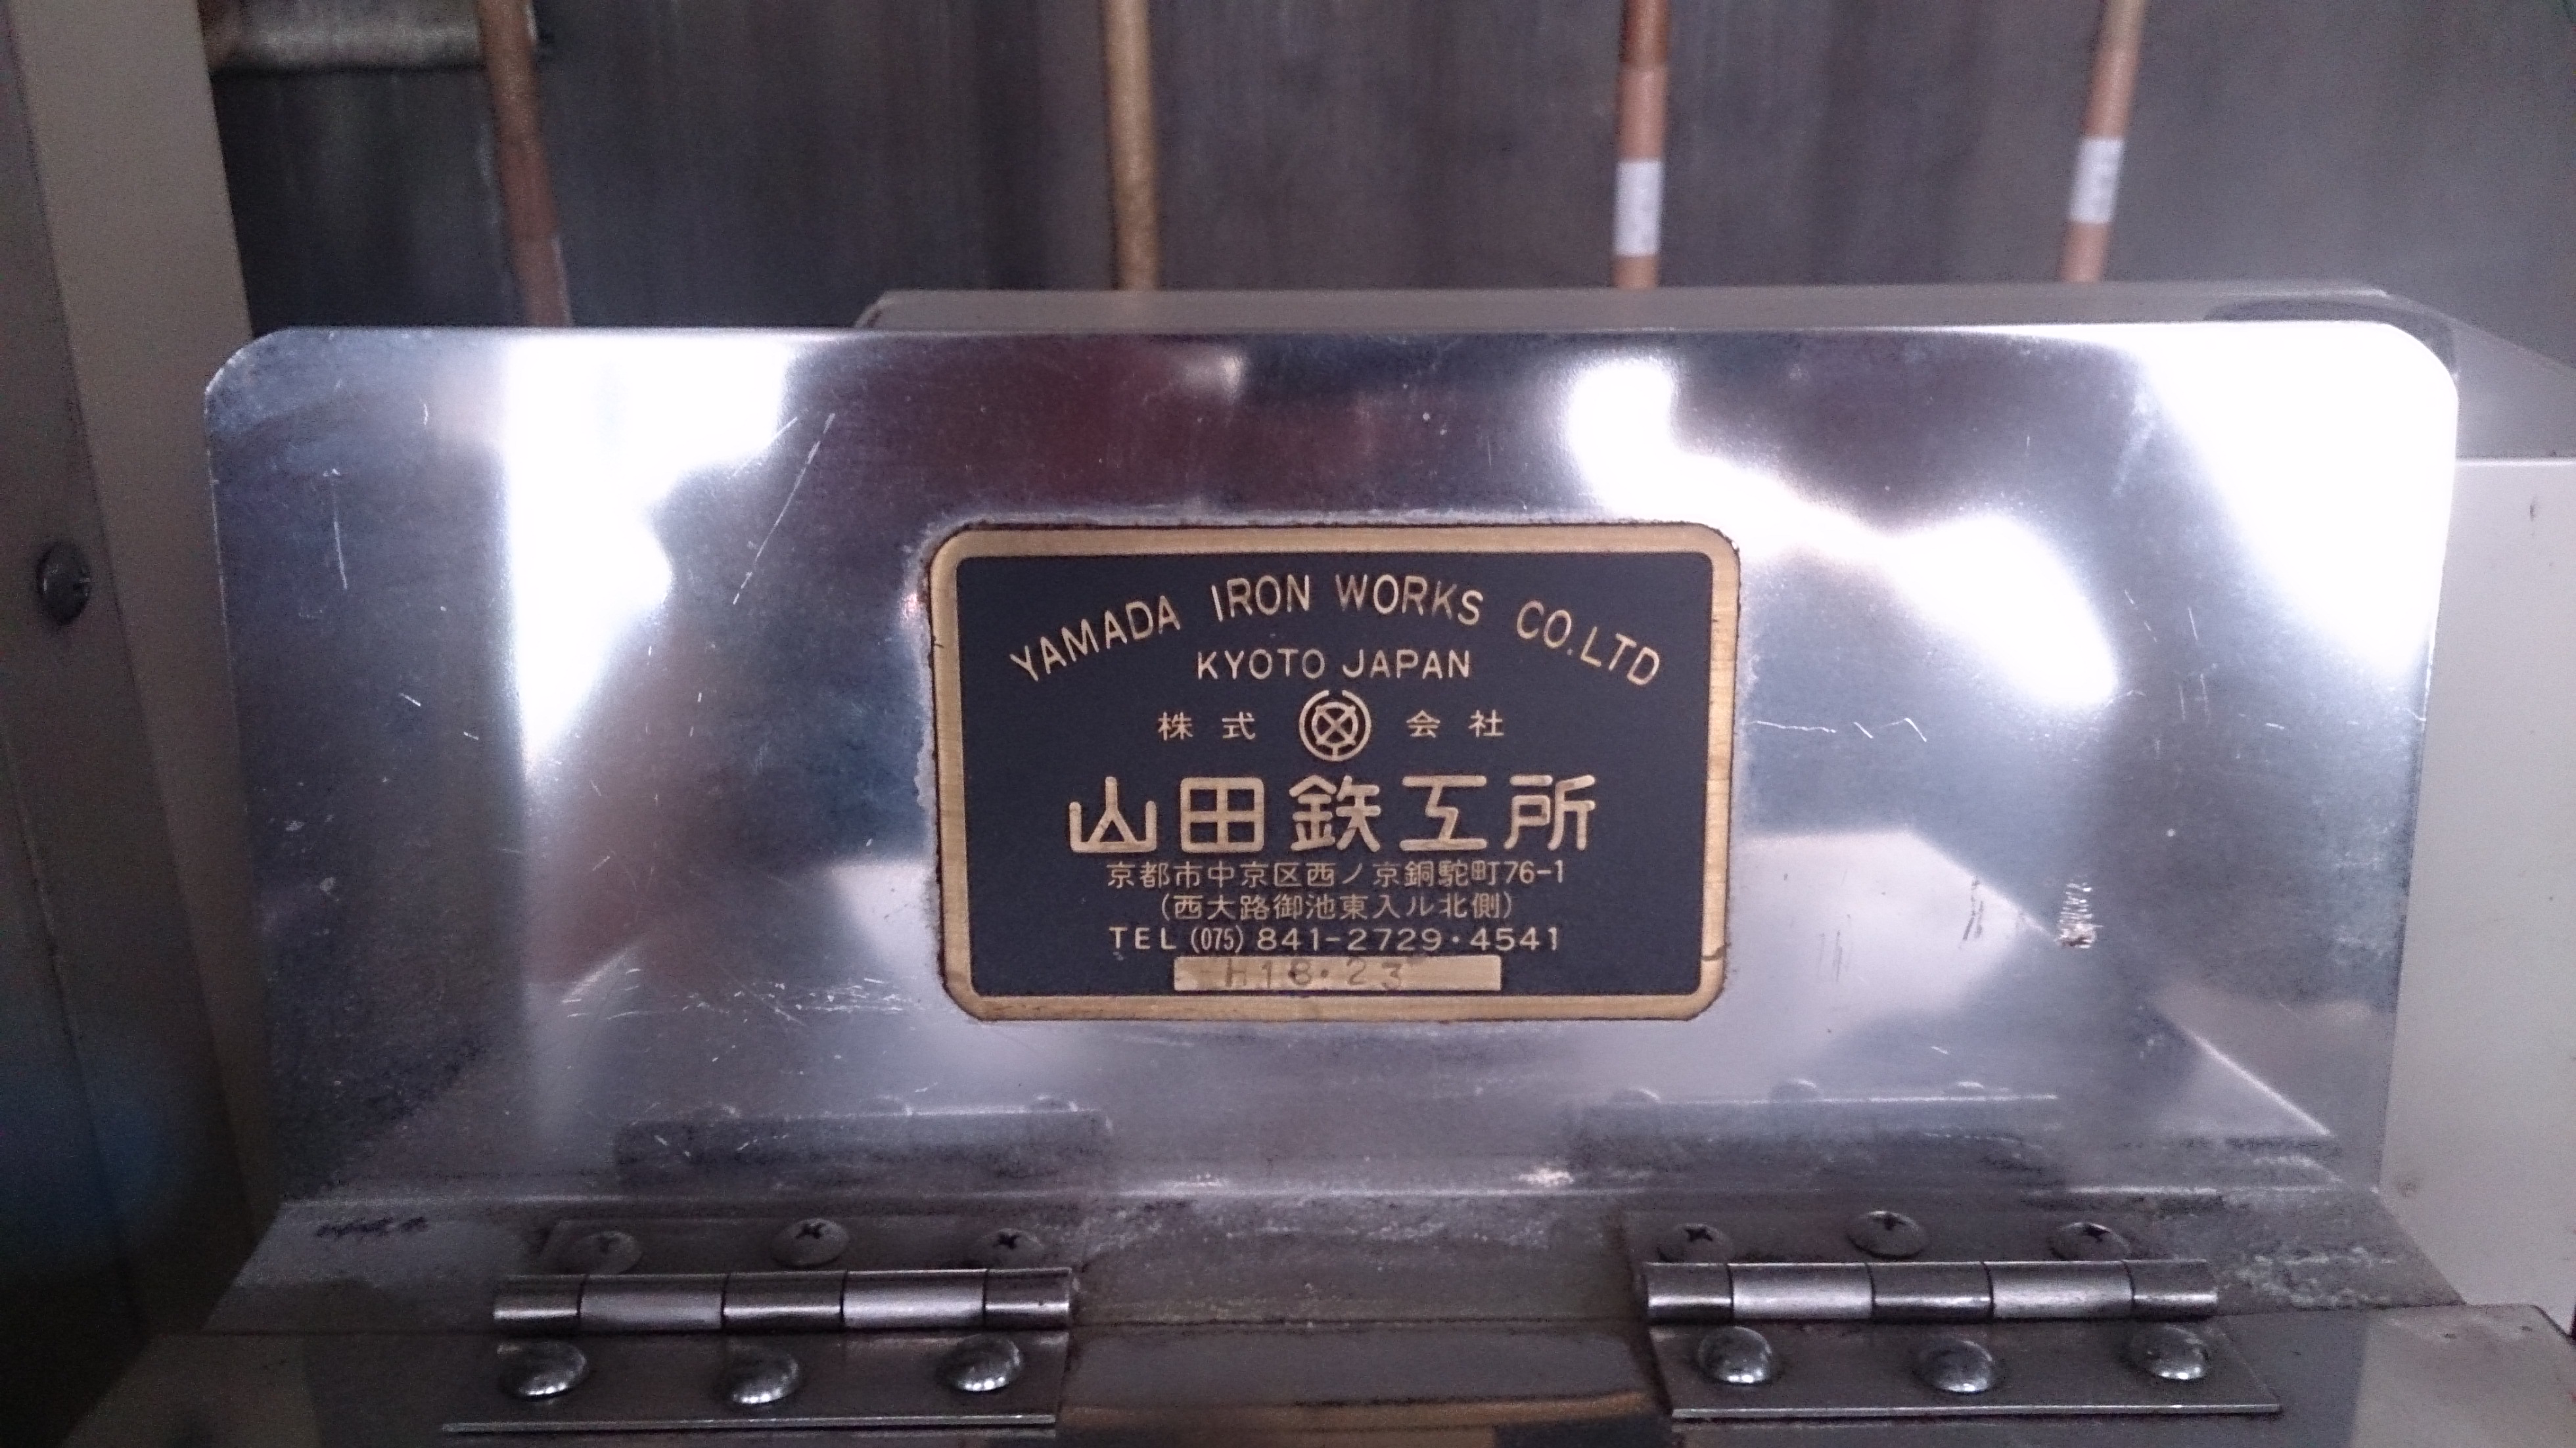 YAMADA IRON WORKS CO.LTD
KYOTO JAPAN
株式会社
山田鉄工所
京都市中京区西ノ京銅駝町76-1
(西大路御池東入ル北側)
TEL (075) 841-2729・4541
H18・23